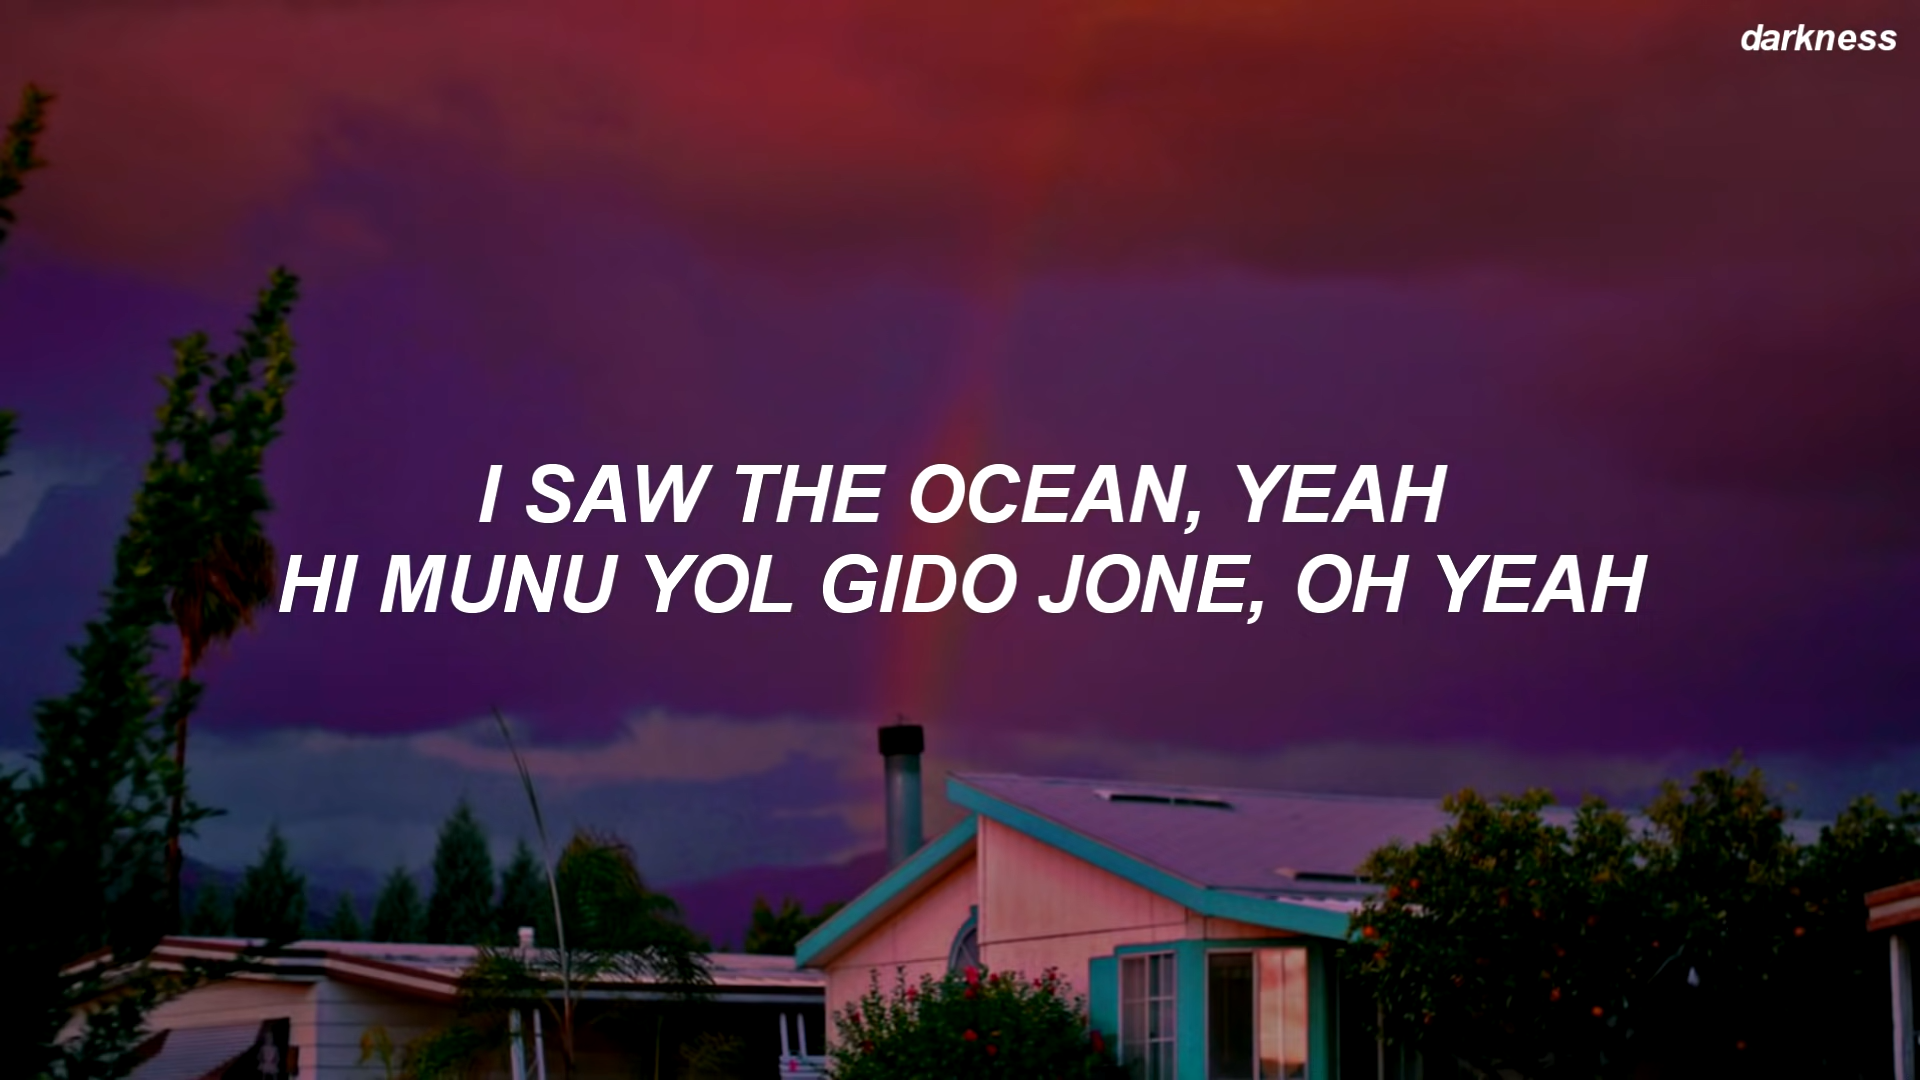 darkness
I SAW THE OCEAN, YEAH
HI MUNU YOL GIDO JONE, OH YEAH